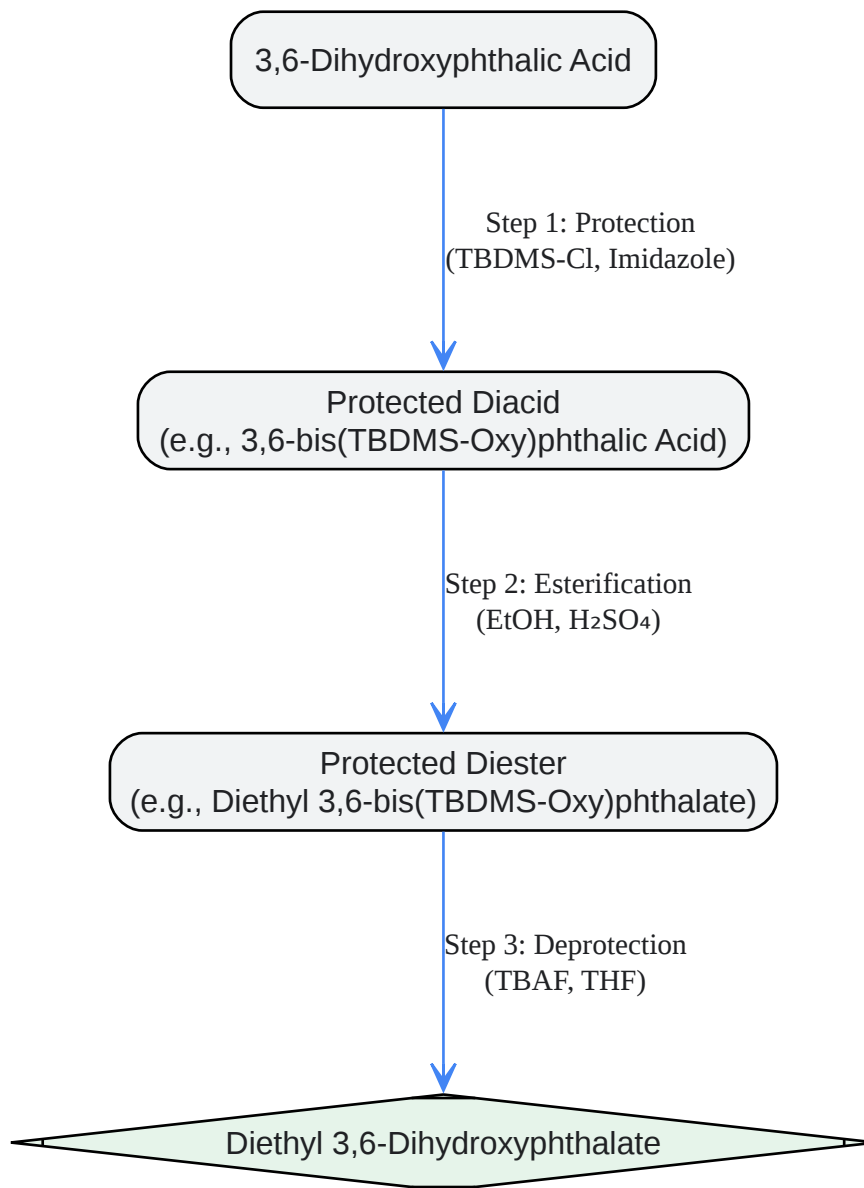 3,6-Dihydroxyphthalic Acid
Step 1: Protection
(TBDMS-Cl, Imidazole)
Protected Diacid
(e.g., 3,6-bis(TBDMS-Oxy)phthalic Acid)
Step 2: Esterification
(EtOH, H₂SO₄)
Protected Diester
(e.g., Diethyl 3,6-bis(TBDMS-Oxy)phthalate)
Step 3: Deprotection
(TBAF, THF)
Diethyl 3,6-Dihydroxyphthalate